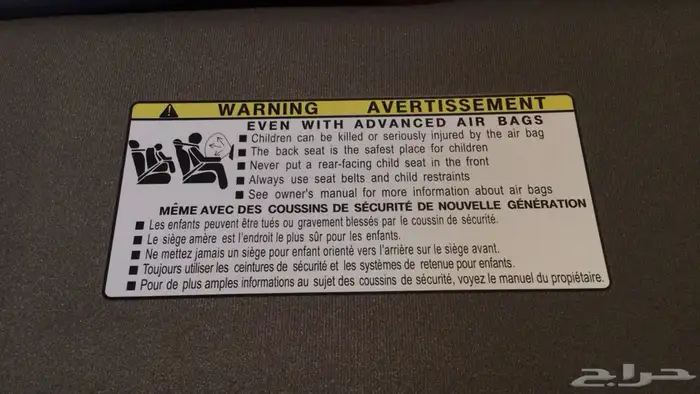 WARNING AVERTISSEMENT
EVEN WITH ADVANCED AIR BAGS
■ Children can be killed or seriously injured by the air bag
■ The back seat is the safest place for children
■ Never put a rear-facing child seat in the front
■ Always use seat belts and child restraints
■ See owner's manual for more information about air bags
MÊME AVEC DES COUSSINS DE SÉCURITÉ DE NOUVELLE GÉNÉRATION
■ Les enfants peuvent être tués ou gravement blessés par le coussin de sécurité.
■ Le siège amère est l'endroit le plus sûr pour les enfants.
■ Ne mettez jamais un siège pour enfant orienté vers l'arrière sur le siège avant.
■ Toujours utiliser les ceintures de sécurité et les systèmes de retenue pour enfants.
■ Pour de plus amples informations au sujet des coussins de sécurité, voyez le manuel du propiétaire.
حراج